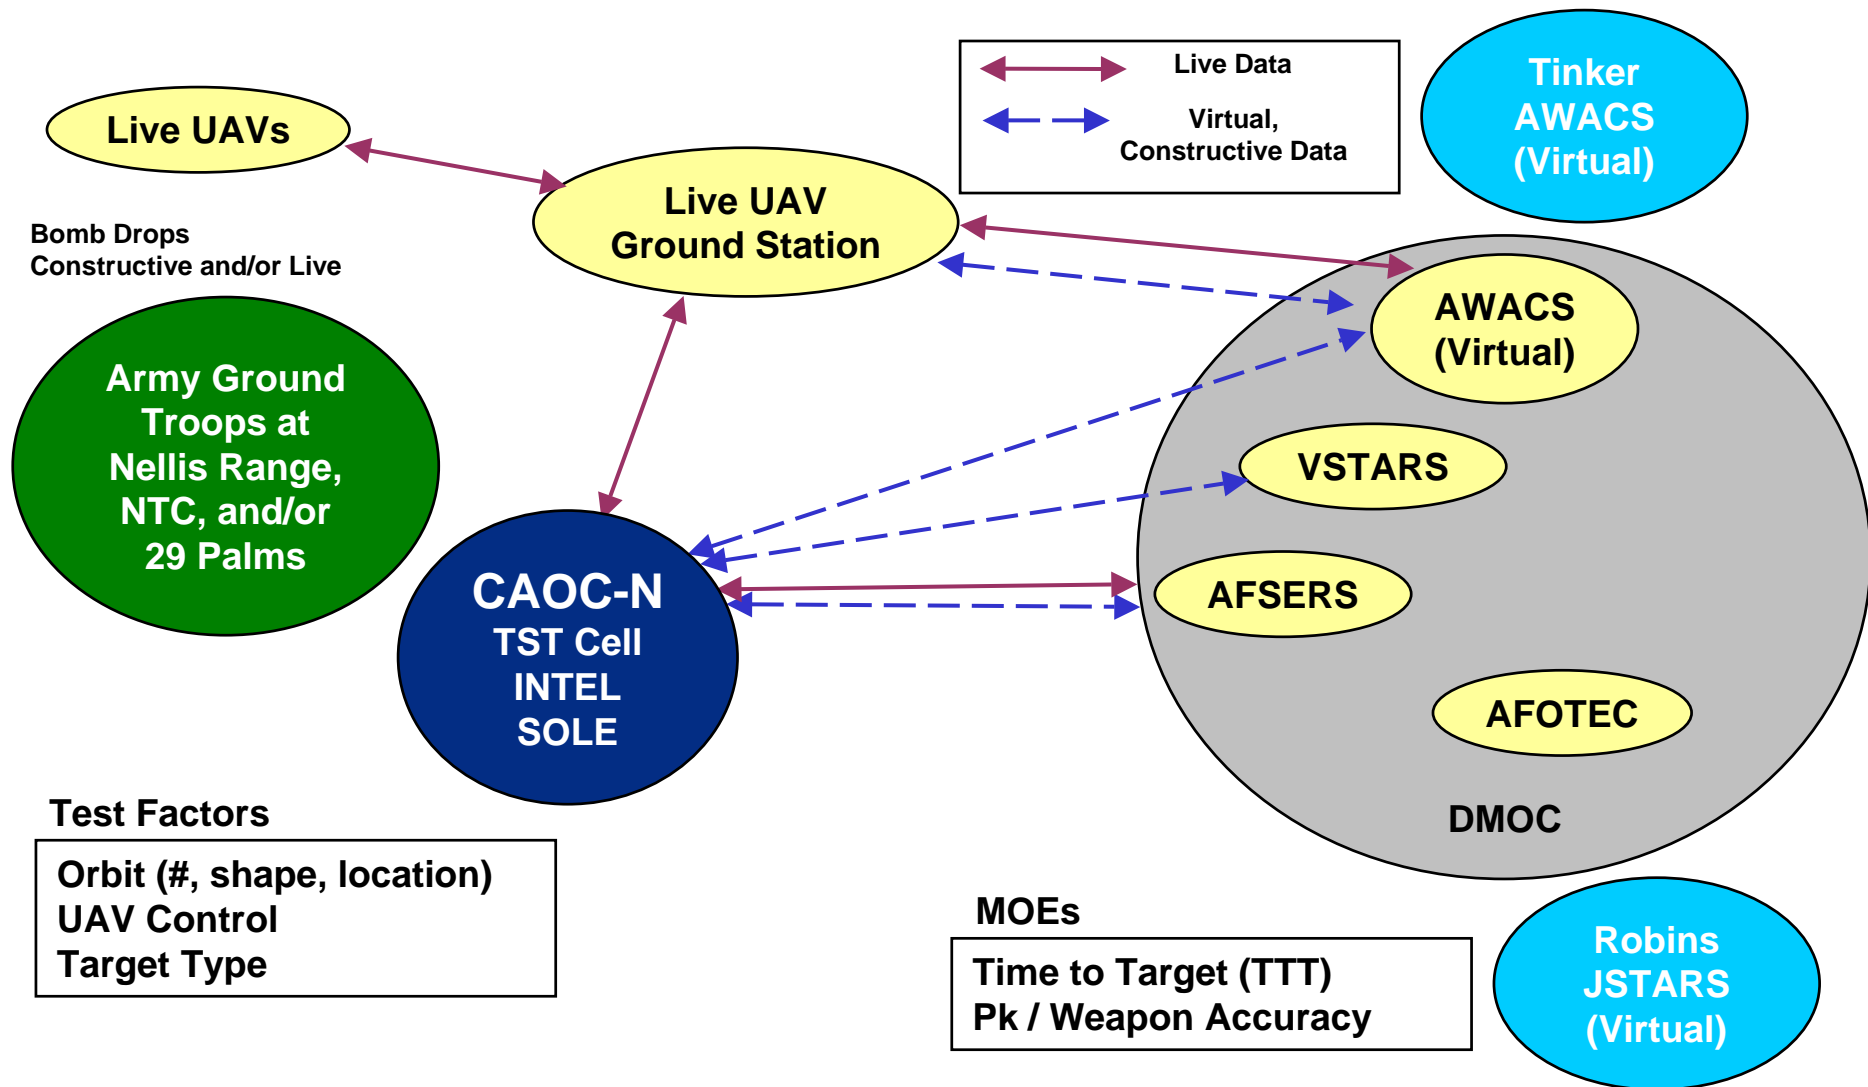 Live Data
Virtual,
Constructive Data
Tinker
AWACS
(Virtual)
Live UAVs
Live UAV
Ground Station
Bomb Drops
Constructive and/or Live
Army Ground
Troops at
Nellis Range,
NTC, and/or
29 Palms
AWACS
(Virtual)
VSTARS
AFSERS
AFOTEC
DMOC
CAOC-N
TST Cell
INTEL
SOLE
Test Factors
Orbit (#, shape, location)
UAV Control
Target Type
MOEs
Time to Target (TTT)
Pk / Weapon Accuracy
Robins
JSTARS
(Virtual)